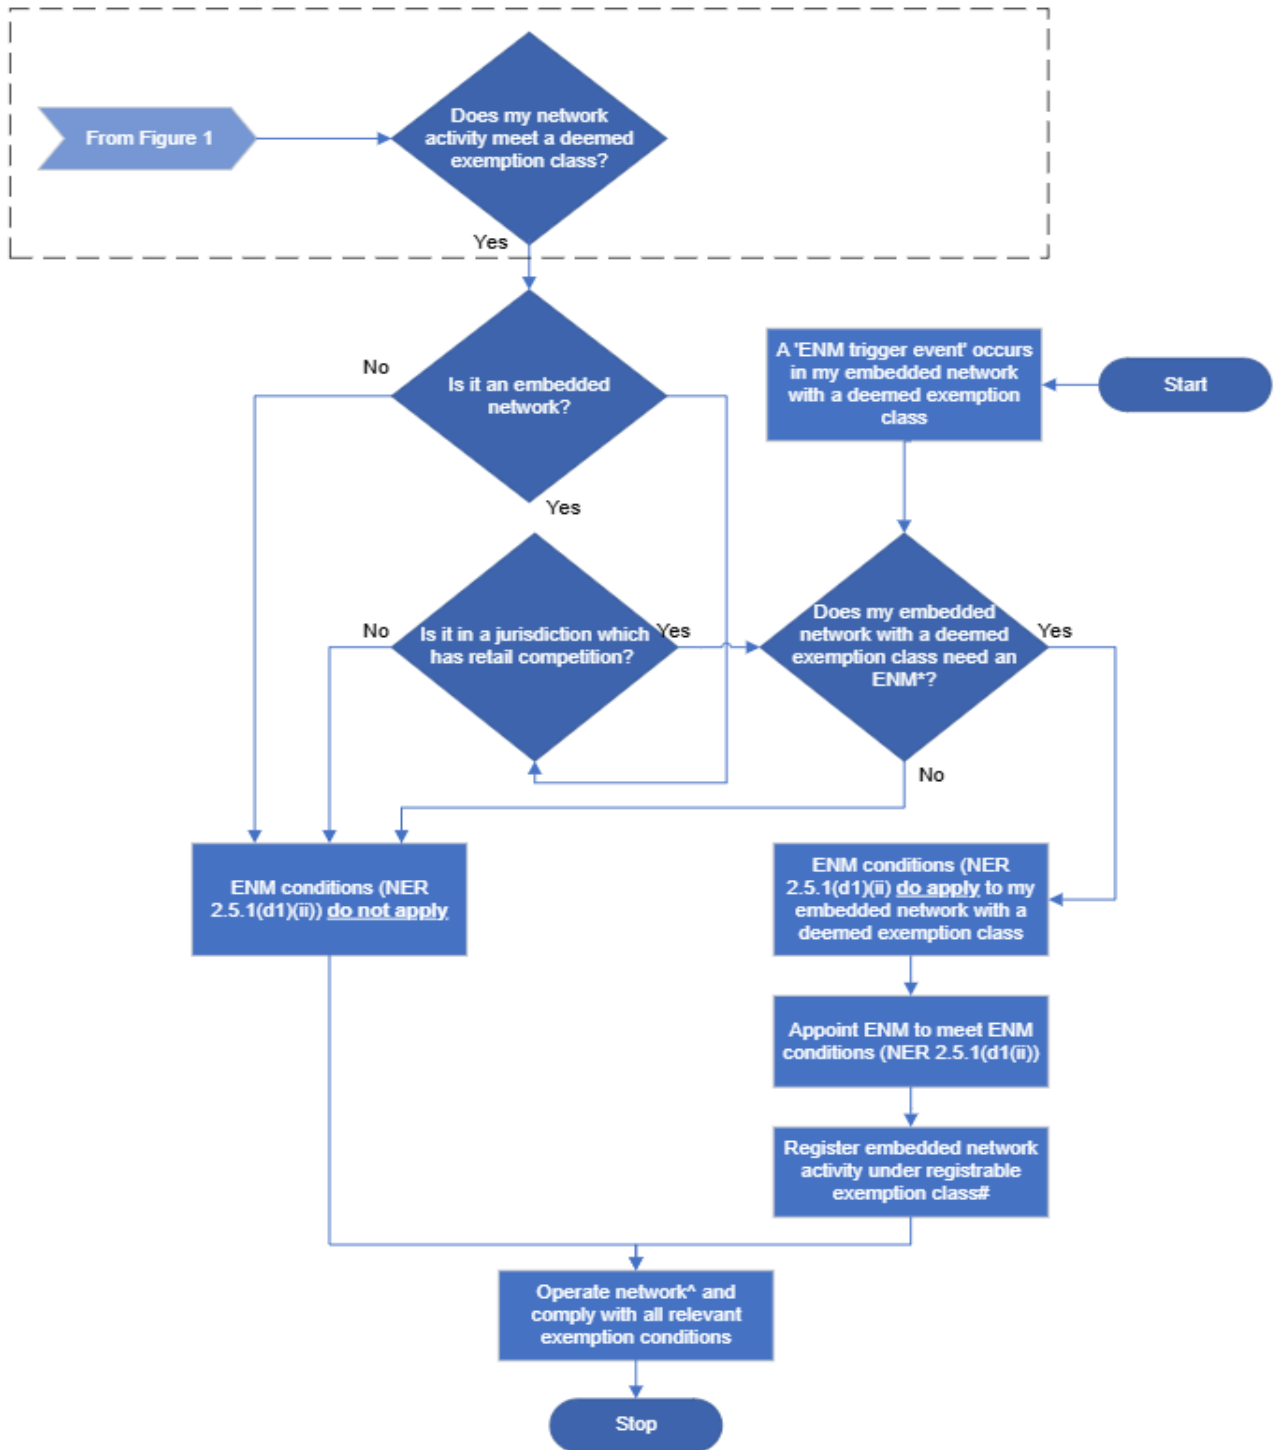 From Figure 1
Does my network
activity meet a deemed
exemption class?
Yes
No
Is it an embedded
network?
Yes
A 'ENM trigger event' occurs
in my embedded network
with a deemed exemption
class
Start
No
Is it in a jurisdiction which
has retail competition?
Yes
Does my embedded
network with a deemed
exemption class need an
ENM*?
Yes
No
ENM conditions (NER
2.5.1(d1)(ii)) do not apply
ENM conditions (NER
2.5.1(d1)(ii) do apply to my
embedded network with a
deemed exemption class
Appoint ENM to meet ENM
conditions (NER 2.5.1(d1(ii))
Register embedded network
activity under registrable
exemption class#
Operate network^ and
comply with all relevant
exemption conditions
Stop